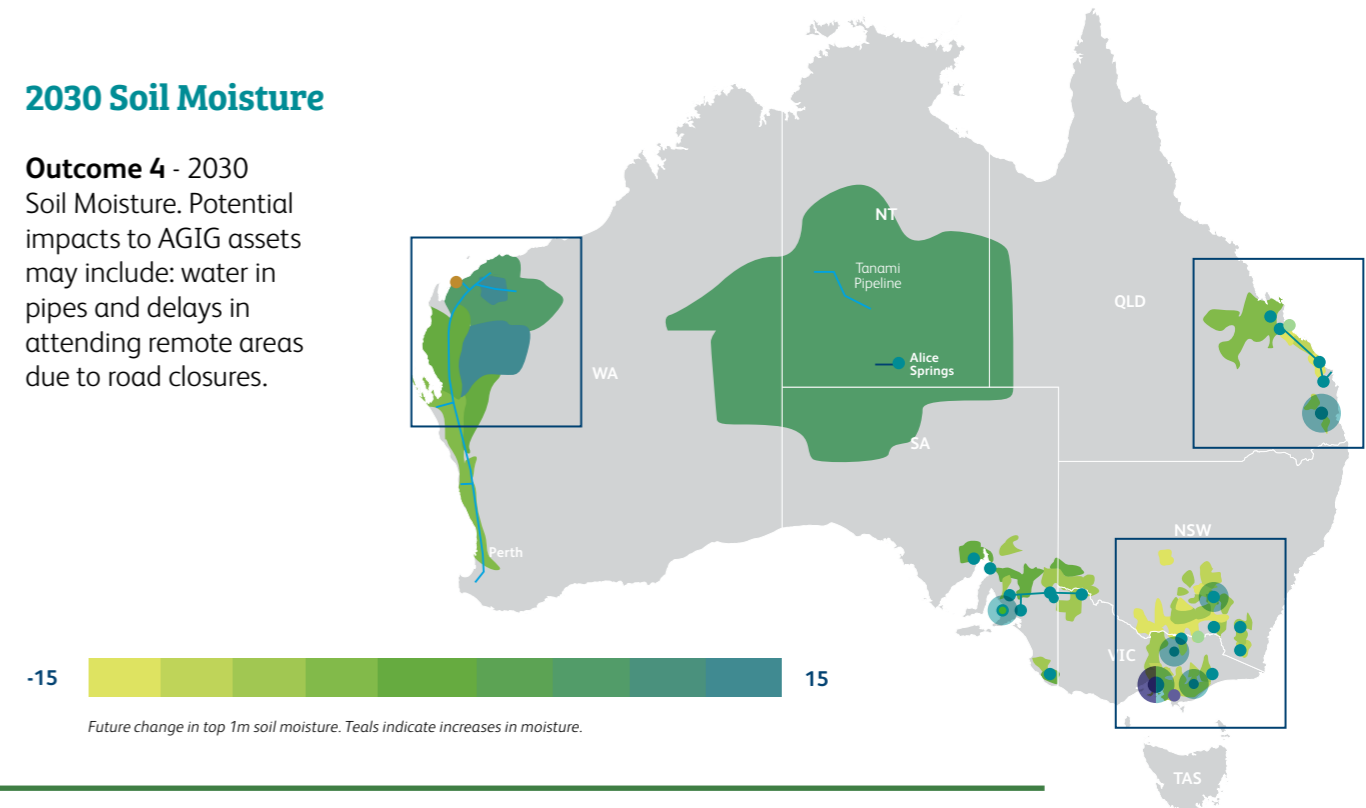 2030 Soil Moisture
Outcome 4 - 2030
Soil Moisture. Potential
impacts to AGIG assets
may include: water in
pipes and delays in
attending remote areas
due to road closures.
NT
Tanami
Pipeline
QLD
Alice
Springs
WA
SA
NSW
Perth
VIC
TAS
-15
15
Future change in top 1m soil moisture. Teals indicate increases in moisture.